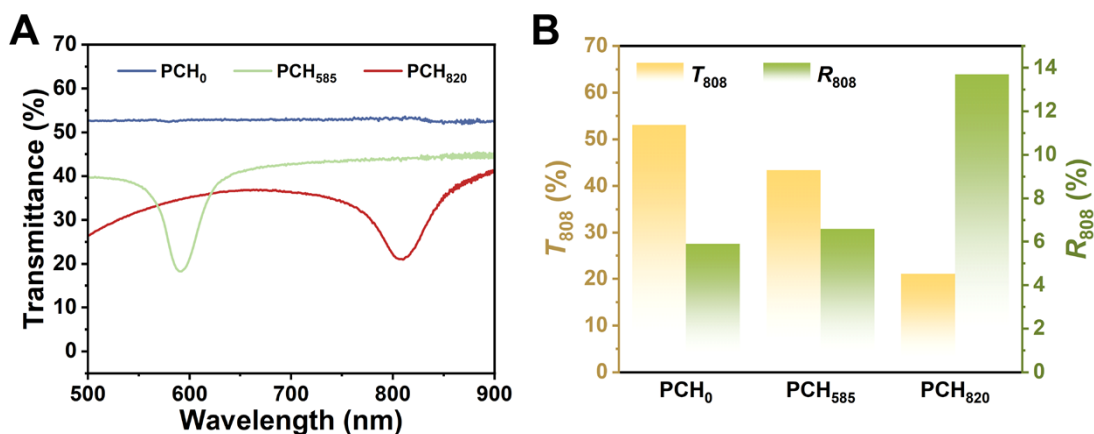 A
B
PCH₀ PCH₅₈₅ PCH₈₂₀
Transmittance (%)
70
60
50
40
30
20
10
0
500 600 700 800 900
Wavelength (nm)
T₈₀₈ R₈₀₈
T₈₀₈ (%)
70
60
50
40
30
20
10
0
14
12
10
8
6
4
2
0
R₈₀₈ (%)
PCH₀ PCH₅₈₅ PCH₈₂₀